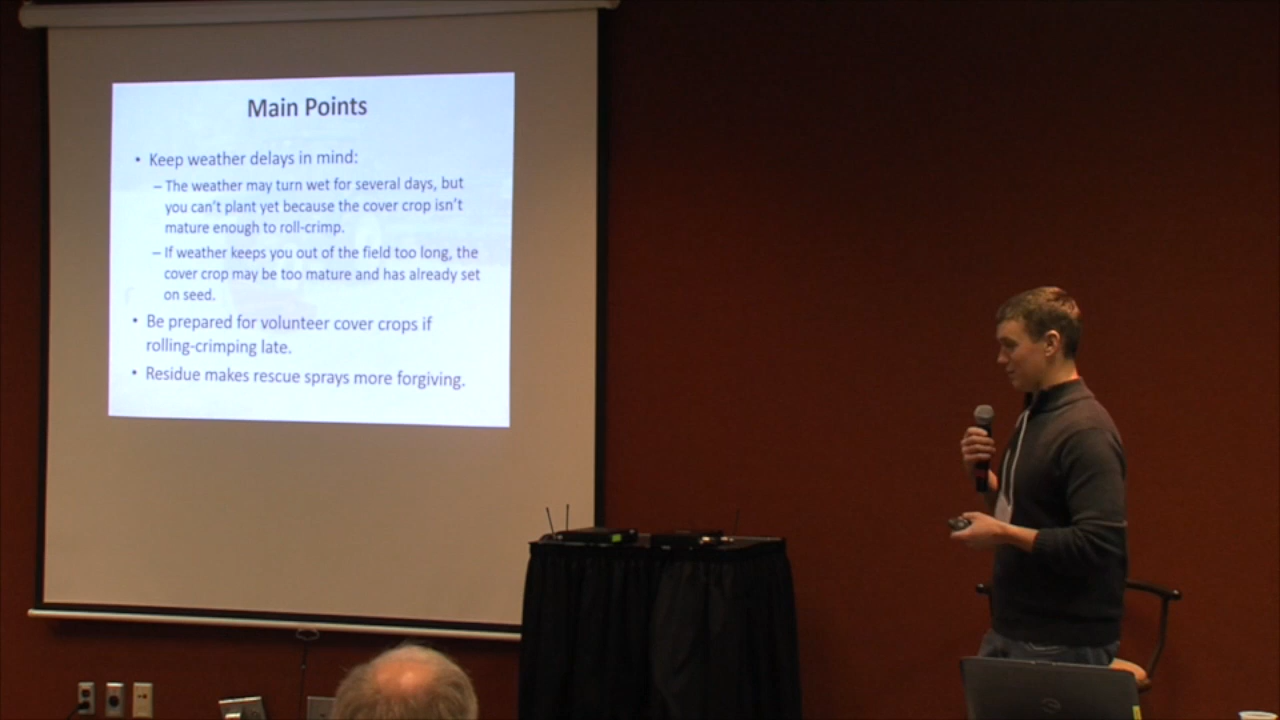 Main Points
• Keep weather delays in mind:
– The weather may turn wet for several days, but
you can't plant yet because the cover crop isn't
mature enough to roll-crimp.
– If weather keeps you out of the field too long, the
cover crop may be too mature and has already set
on seed.
• Be prepared for volunteer cover crops if
rolling-crimping late.
• Residue makes rescue sprays more forgiving.